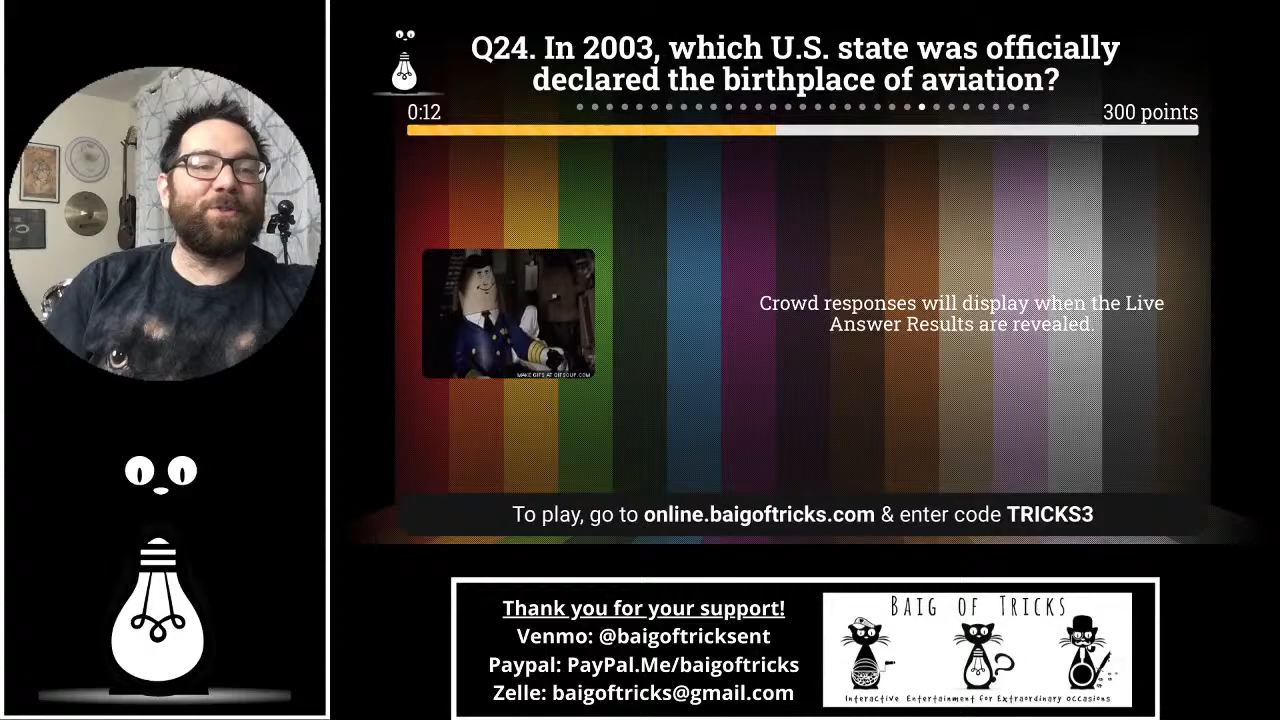 Q24. In 2003, which U.S. state was officially
declared the birthplace of aviation?
0:12
300 points
MAKE GIFS AT GIFSOUP.COM
Crowd responses will display when the Live
Answer Results are revealed.
To play, go to online.baigoftricks.com & enter code TRICKS3
Thank you for your support!
Venmo: @baigoftricksent
Paypal: PayPal.Me/baigoftricks
Zelle: baigoftricks@gmail.com
BAIG OF TRICKS
Interactive Entertainment for Extraordinary occasions